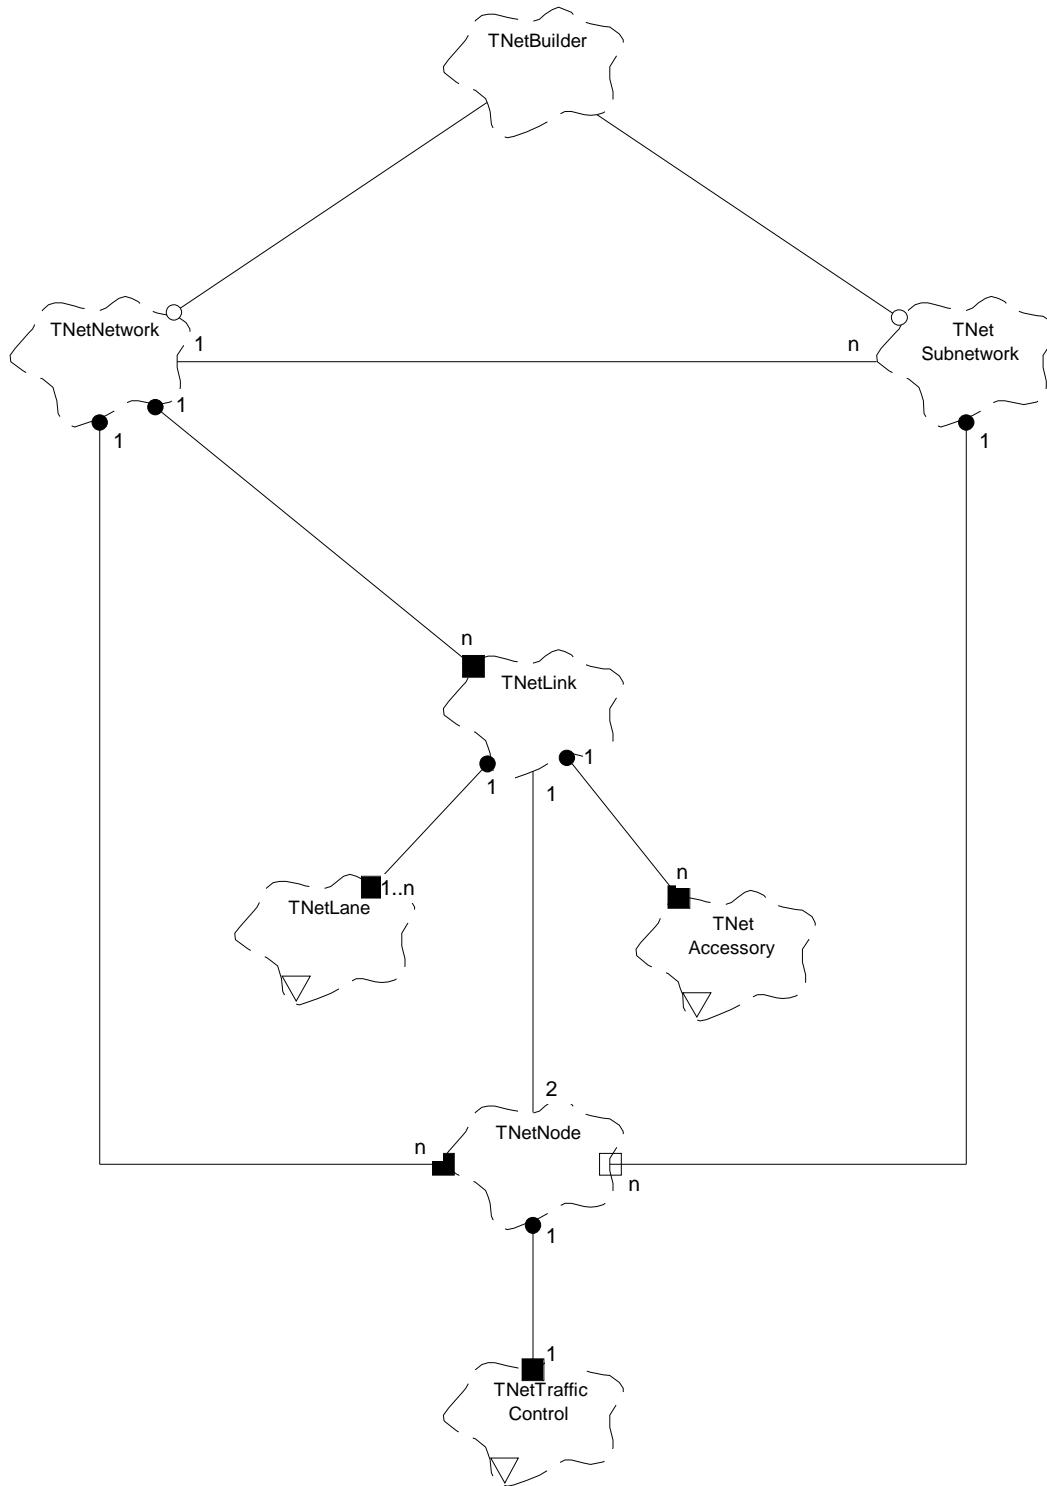 TNetBuilder
TNetNetwork
TNet
Subnetwork
1
n
1
1
1
n
TNetLink
1
1
1
n
1..n
TNetLane
TNet
Accessory
2
TNetNode
n
n
1
1
TNetTraffic
Control